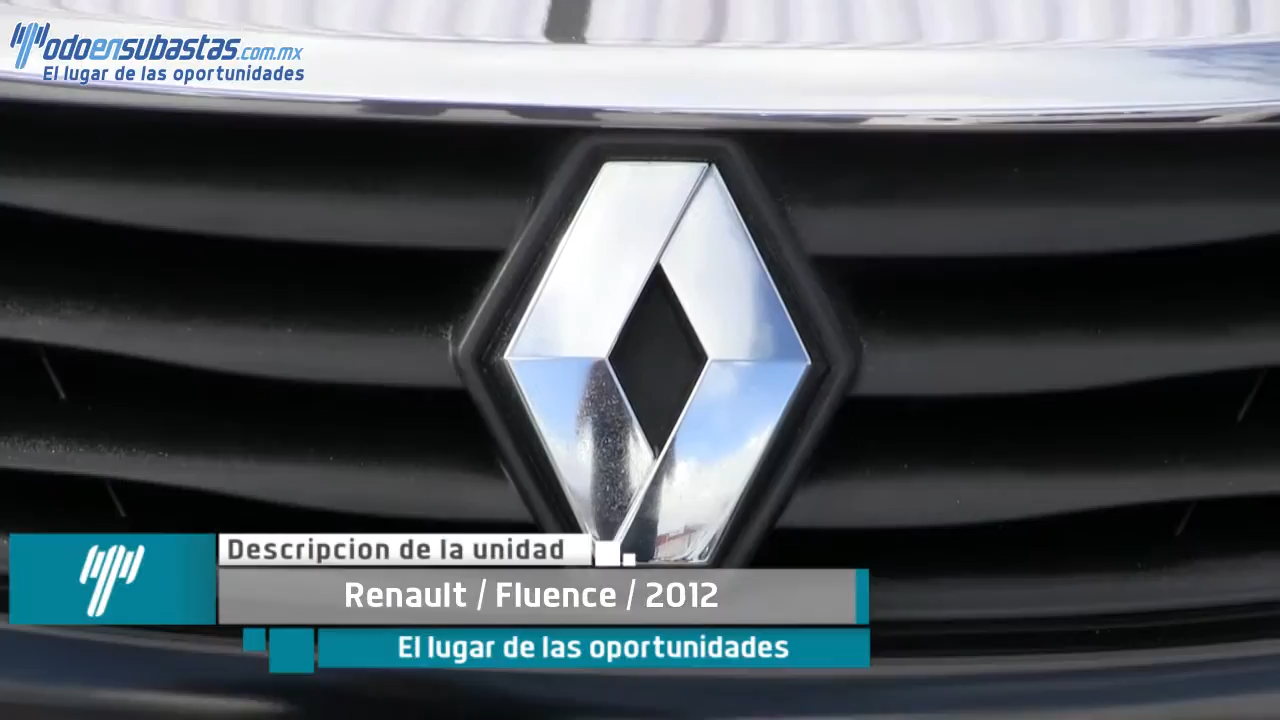 Todoensubastas.com.mx
El lugar de las oportunidades
Descripcion de la unidad
Renault / Fluence / 2012
El lugar de las oportunidades